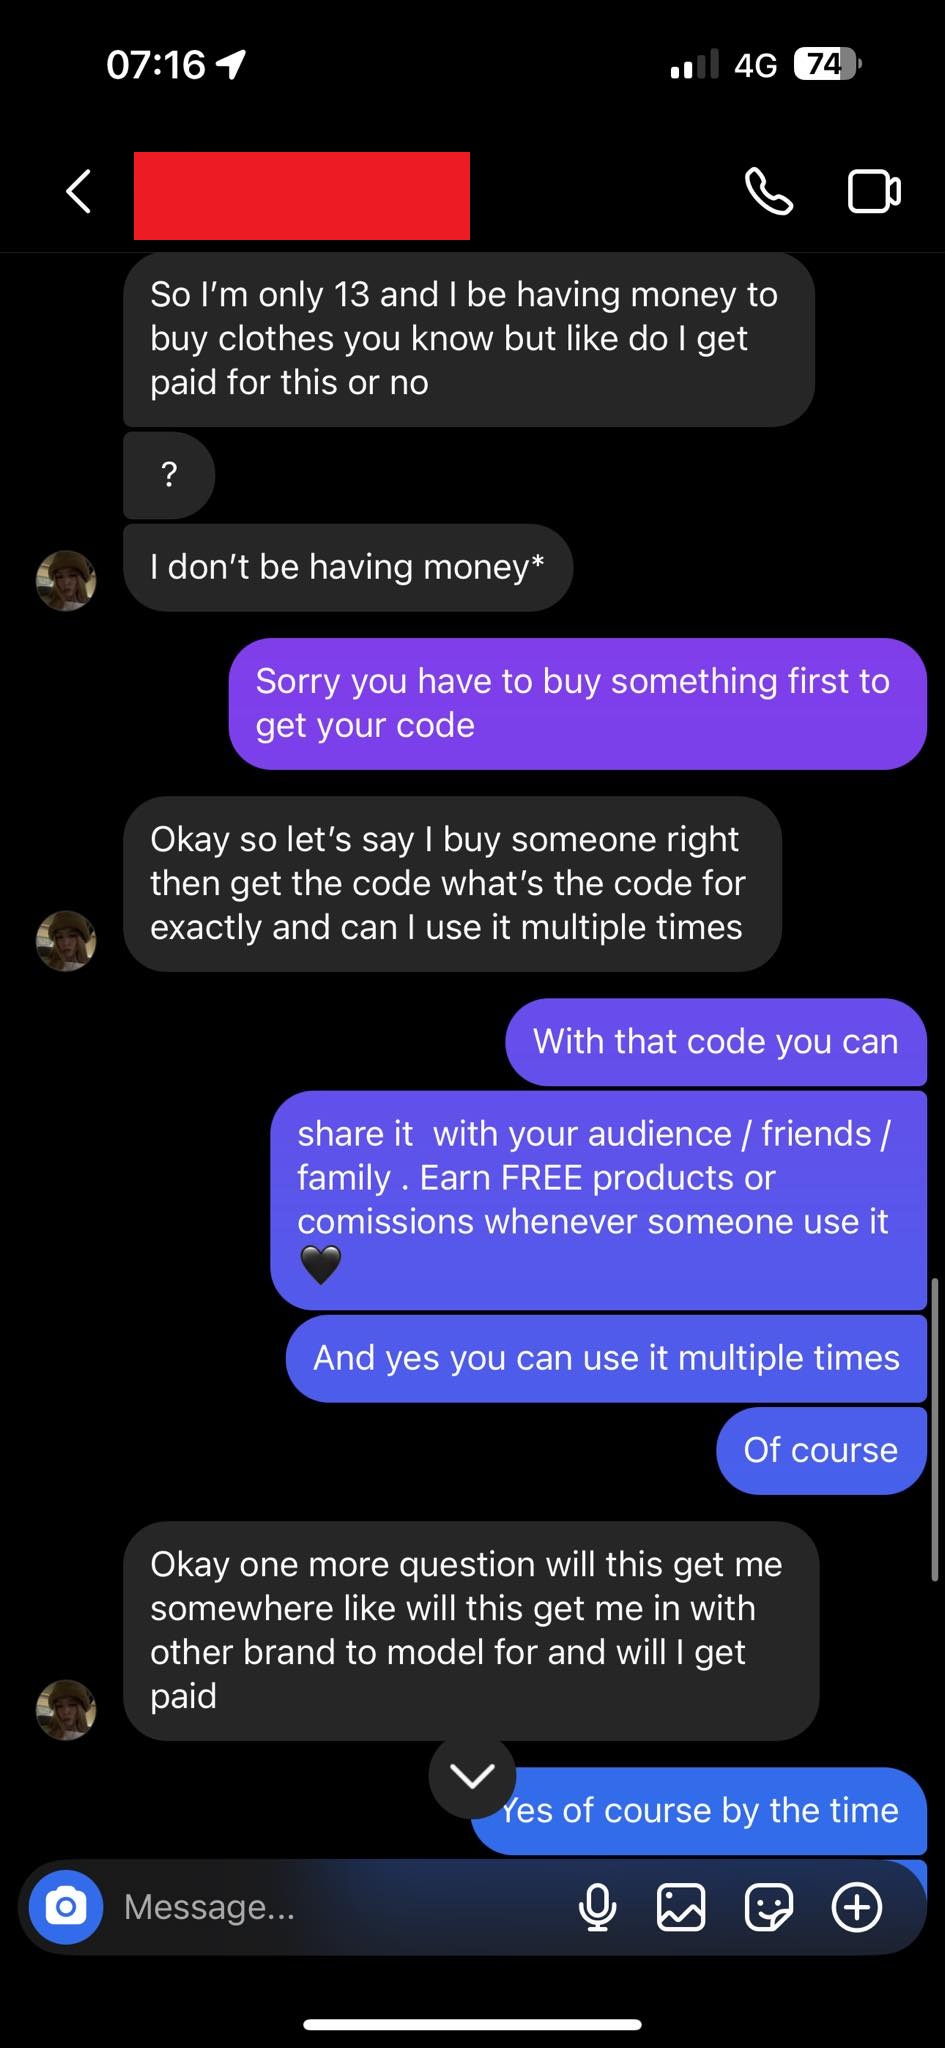 07:16
4G
74
So I'm only 13 and I be having money to
buy clothes you know but like do I get
paid for this or no
?
I don't be having money*
Sorry you have to buy something first to
get your code
Okay so let's say I buy someone right
then get the code what's the code for
exactly and can I use it multiple times
With that code you can
share it  with your audience / friends /
family . Earn FREE products or
comissions whenever someone use it
🖤
And yes you can use it multiple times
Of course
Okay one more question will this get me
somewhere like will this get me in with
other brand to model for and will I get
paid
Yes of course by the time
Message...